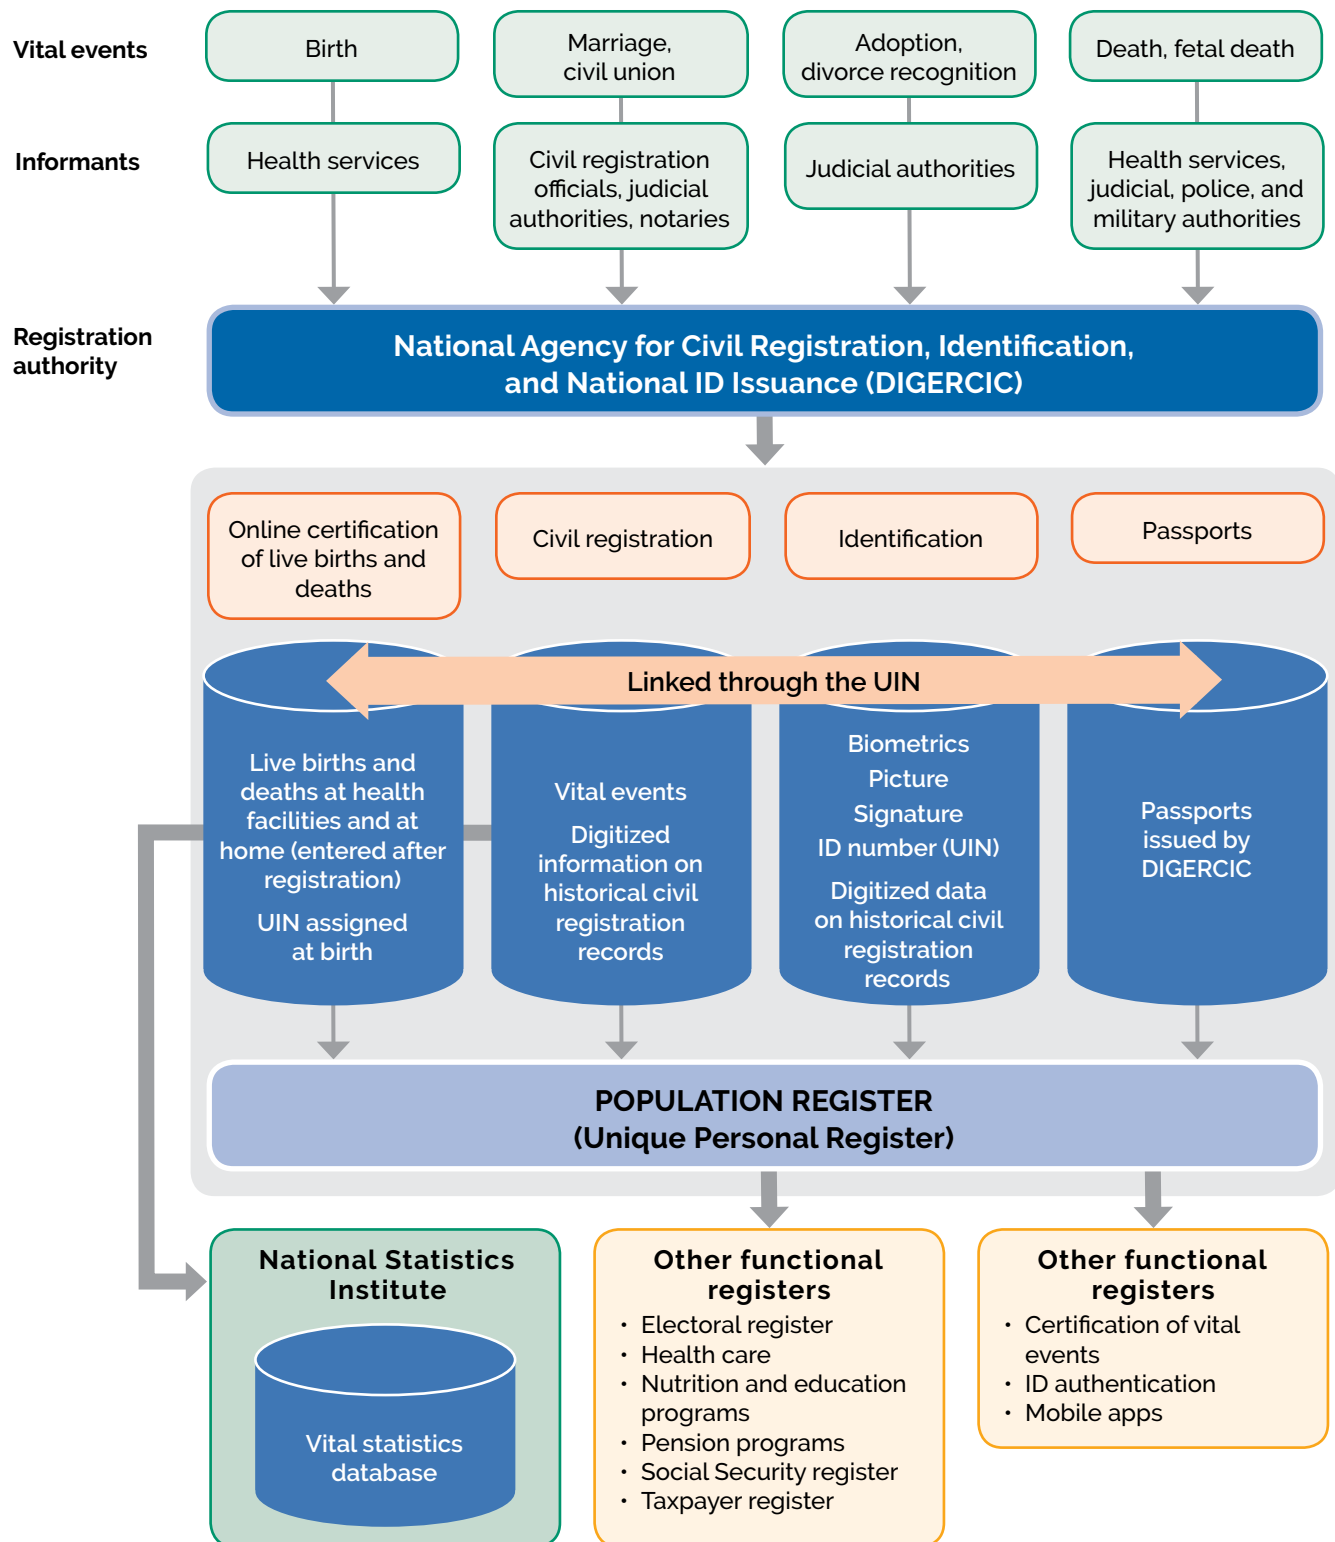 Vital events
Birth
Marriage,
civil union
Adoption,
divorce recognition
Death, fetal death
Informants
Health services
Civil registration
officials, judicial
authorities, notaries
Judicial authorities
Health services,
judicial, police, and
military authorities
Registration
authority
National Agency for Civil Registration, Identification,
and National ID Issuance (DIGERCIC)
Online certification
of live births and
deaths
Civil registration
Identification
Passports
Linked through the UIN
Live births and
deaths at health
facilities and at
home (entered after
registration)
UIN assigned
at birth
Vital events
Digitized
information on
historical civil
registration
records
Biometrics
Picture
Signature
ID number (UIN)
Digitized data
on historical civil
registration
records
Passports
issued by
DIGERCIC
POPULATION REGISTER
(Unique Personal Register)
National Statistics
Institute
Vital statistics
database
Other functional
registers
• Electoral register
• Health care
• Nutrition and education
programs
• Pension programs
• Social Security register
• Taxpayer register
Other functional
registers
• Certification of vital
events
• ID authentication
• Mobile apps